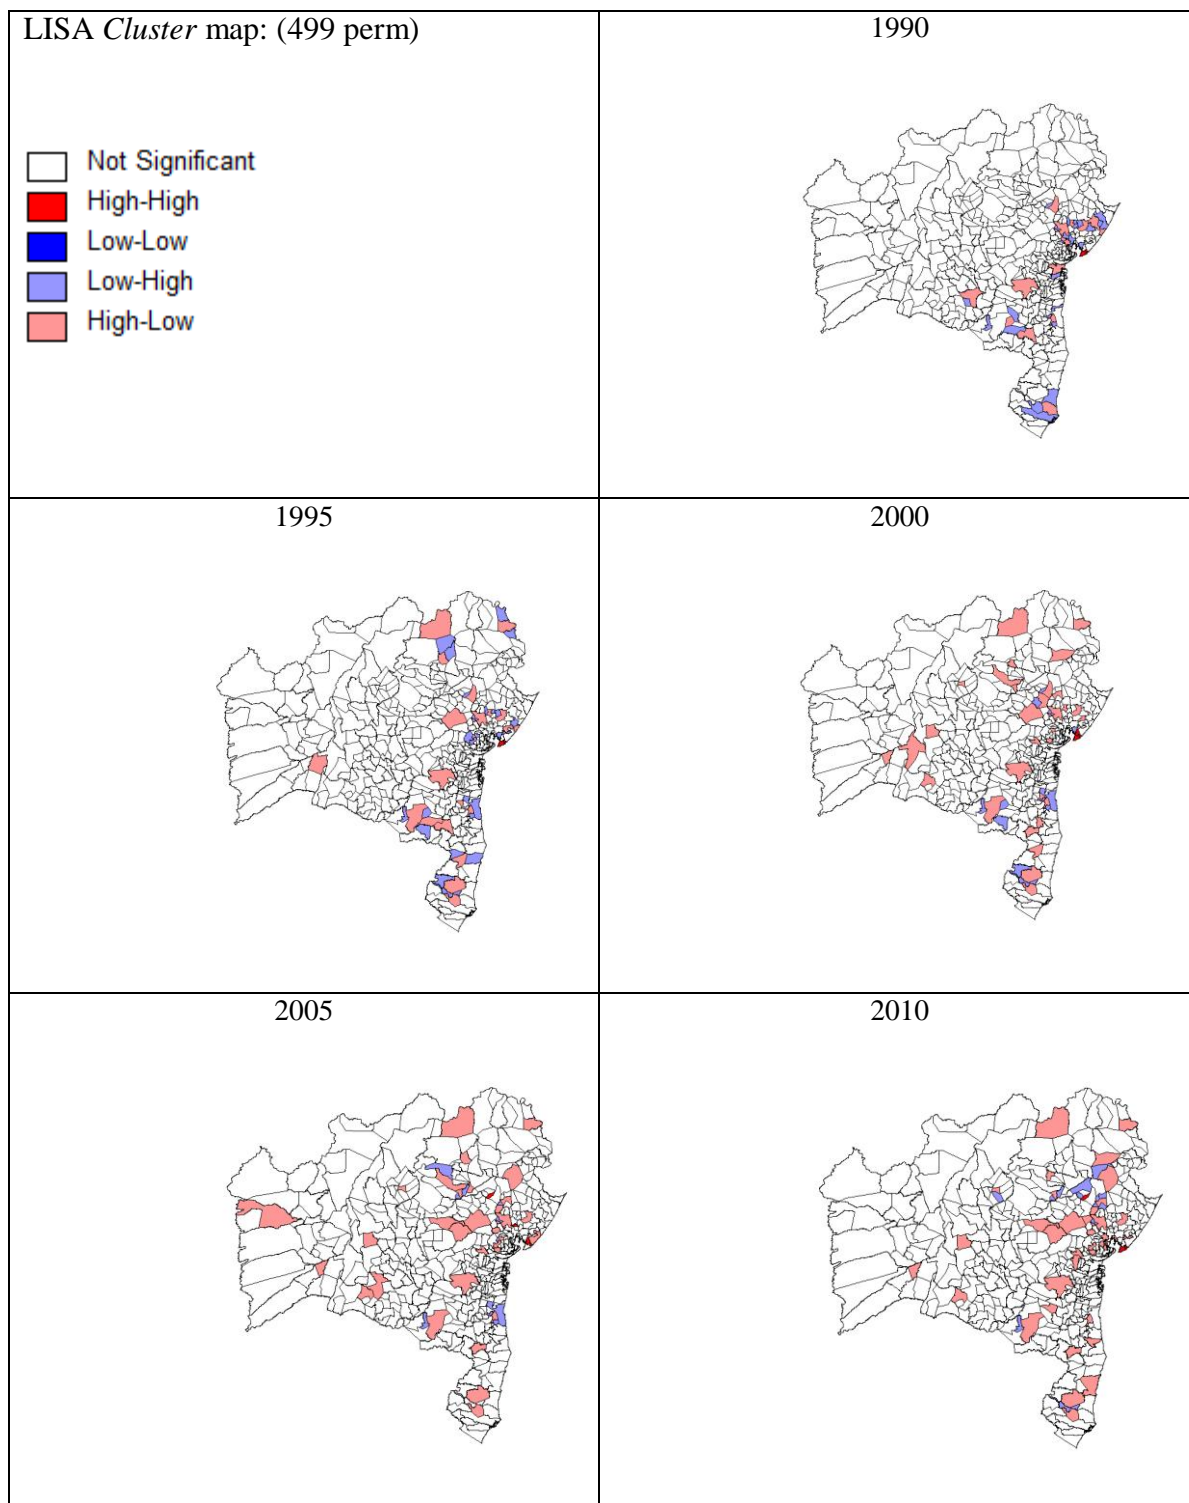 LISA Cluster map: (499 perm)
Not Significant
High-High
Low-Low
Low-High
High-Low
1990
1995
2000
2005
2010